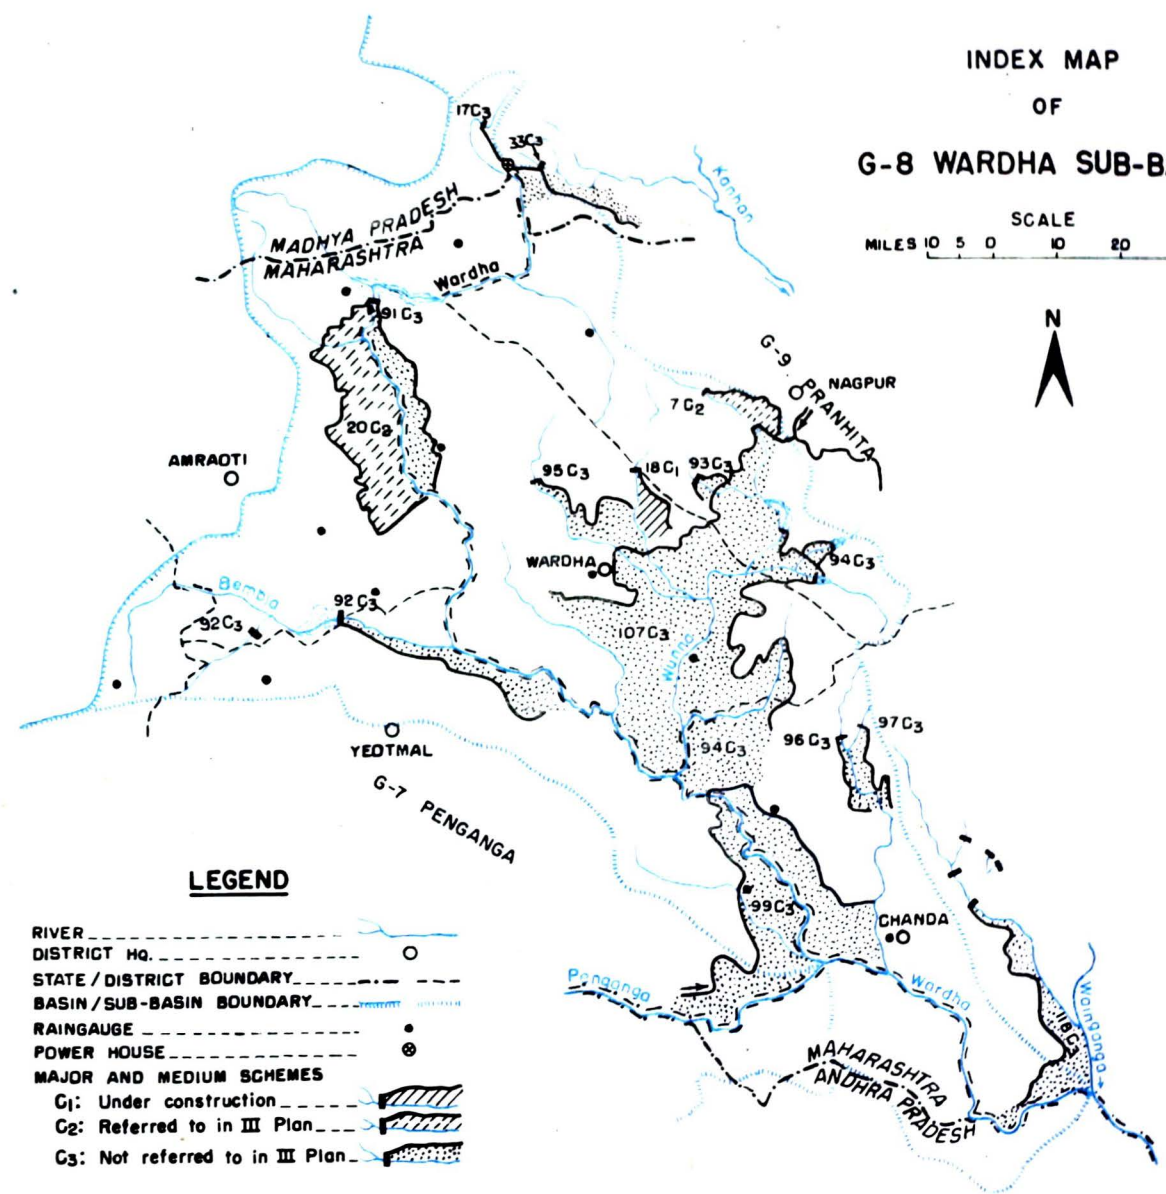 INDEX MAP
OF
G-8 WARDHA SUB-B
SCALE
MILES 10 5 0 10 20
N
17C3
33C3
Kanhan
MADHYA PRADESH
MAHARASHTRA
Wardha
91C3
G-9. PRANHITA
NAGPUR
7C2
20C2
AMRAOTI
95C3
18C1
93C3
WARDHA
94C3
Bembla
92C3
92C3
107C3
Wunna
97C3
96C3
94C3
YEOTMAL
G-7 PENGANGA
99C3
CHANDA
Penganga
Wardha
Wainganga
118C3
MAHARASHTRA
ANDHRA PRADESH
LEGEND
RIVER
DISTRICT HQ.
STATE/DISTRICT BOUNDARY
BASIN/SUB-BASIN BOUNDARY
RAINGAUGE
POWER HOUSE
MAJOR AND MEDIUM SCHEMES
C1: Under construction
C2: Referred to in III Plan
C3: Not referred to in III Plan